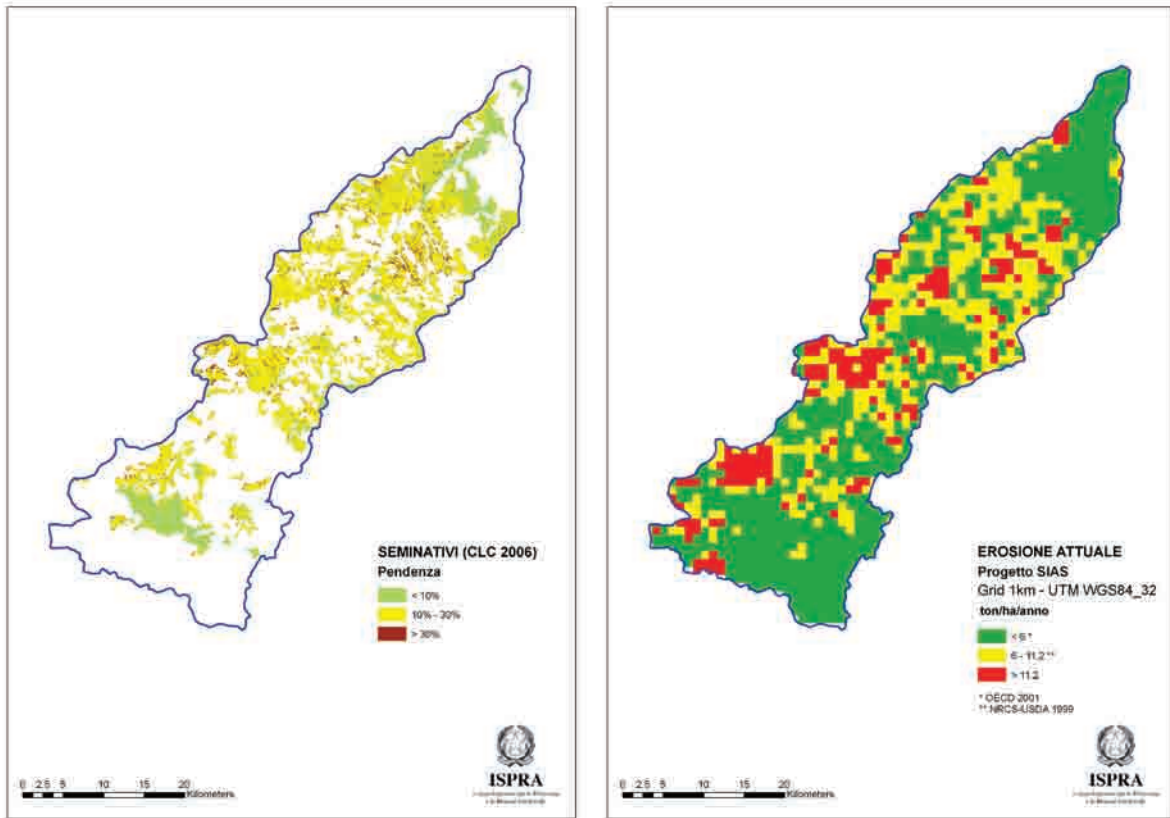 SEMINATIVI (CLC 2006)
Pendenza
< 10%
10% - 30%
> 30%
0 2.5 5 10 15 20
Kilometers
ISPRA
EROSIONE ATTUALE
Progetto SIAS
Grid 1km - UTM WGS84_32
ton/ha/anno
< 6 *
6 - 11.2 **
> 11.2
* OECD 2001
** NRCS-USDA 1999
0 2.5 5 10 15 20
Kilometers
ISPRA